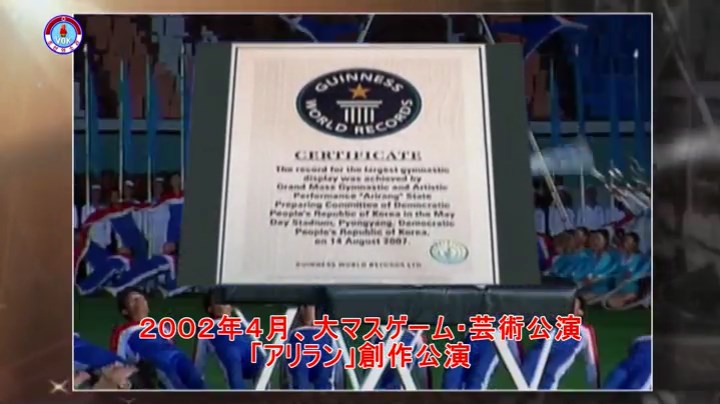 VOK
GUINNESS
WORLD RECORDS
CERTIFICATE
The record for the largest gymnastic
display was achieved by
Grand Mass Gymnastic and Artistic
Performance "Arirang" State
Preparing Committee of Democratic
People's Republic of Korea in the May
Day Stadium, Pyongyang, Democratic
People's Republic of Korea,
on 14 August 2007.
GUINNESS WORLD RECORDS LTD
2002年4月、大マスゲーム・芸術公演
「アリラン」創作公演